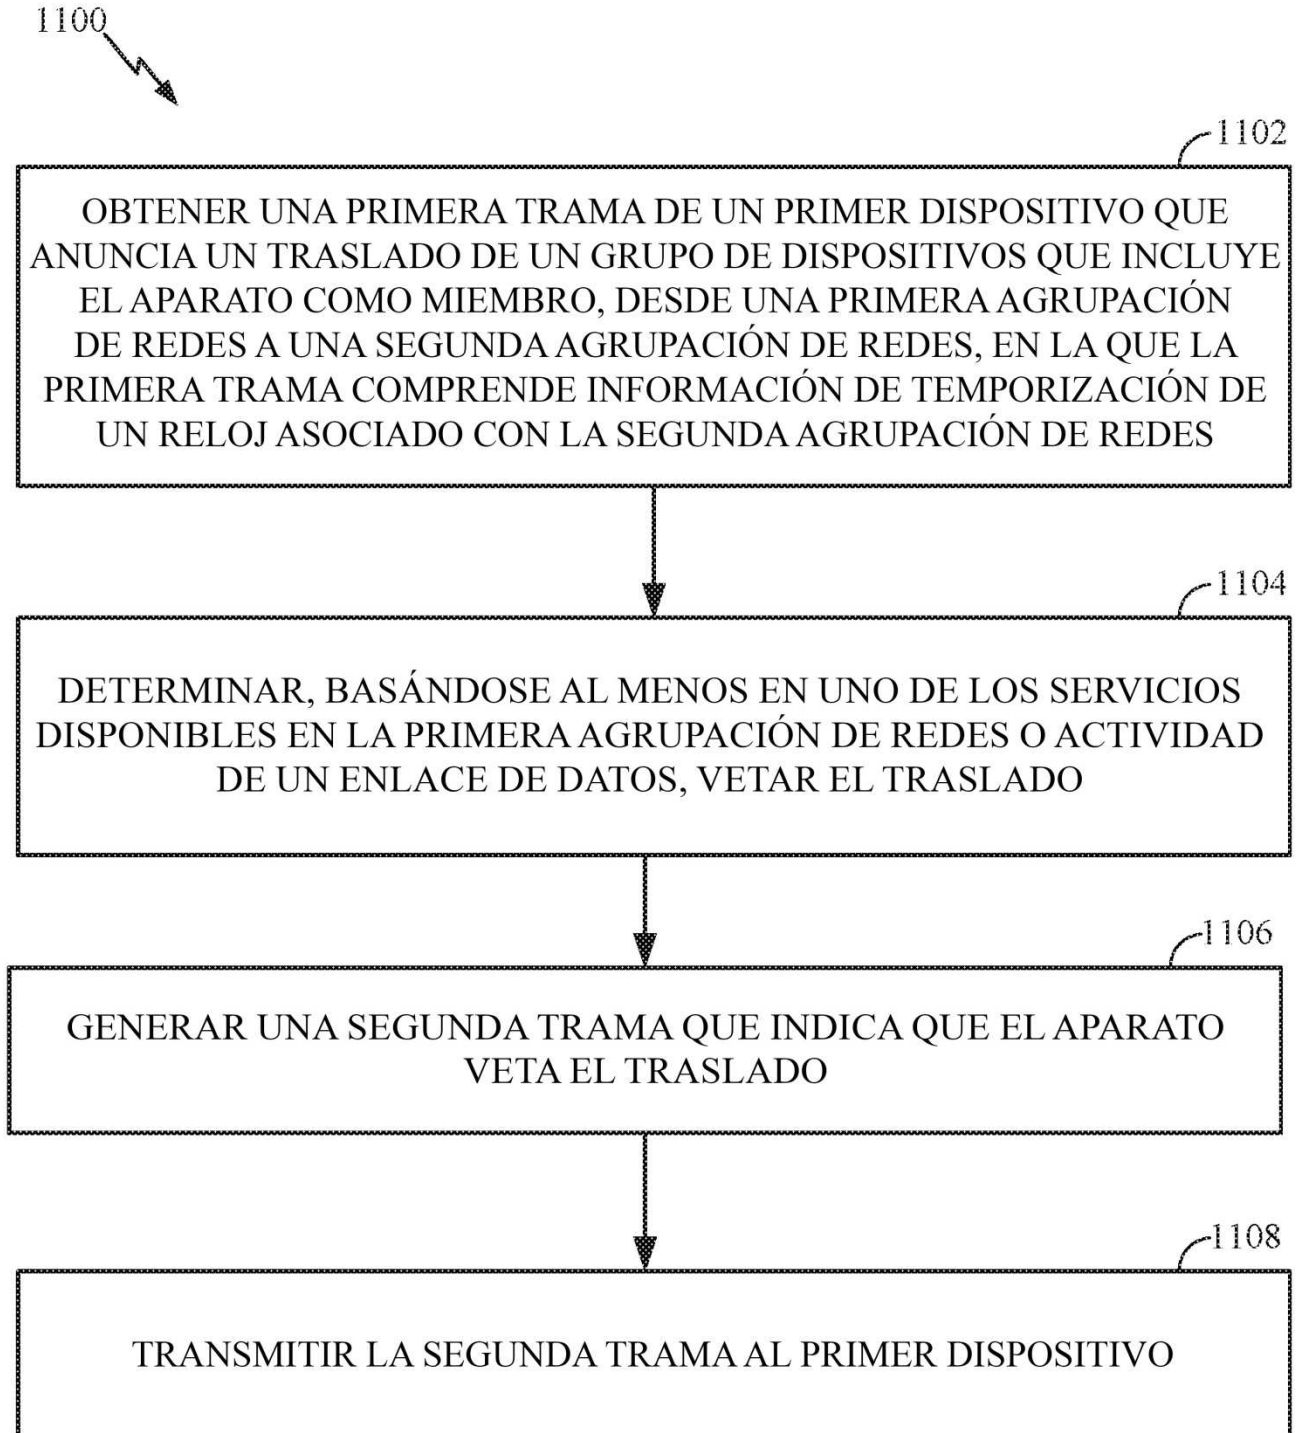 1100
1102
OBTENER UNA PRIMERA TRAMA DE UN PRIMER DISPOSITIVO QUE
ANUNCIA UN TRASLADO DE UN GRUPO DE DISPOSITIVOS QUE INCLUYE
EL APARATO COMO MIEMBRO, DESDE UNA PRIMERA AGRUPACIÓN
DE REDES A UNA SEGUNDA AGRUPACIÓN DE REDES, EN LA QUE LA
PRIMERA TRAMA COMPRENDE INFORMACIÓN DE TEMPORIZACIÓN DE
UN RELOJ ASOCIADO CON LA SEGUNDA AGRUPACIÓN DE REDES
1104
DETERMINAR, BASÁNDOSE AL MENOS EN UNO DE LOS SERVICIOS
DISPONIBLES EN LA PRIMERA AGRUPACIÓN DE REDES O ACTIVIDAD
DE UN ENLACE DE DATOS, VETAR EL TRASLADO
1106
GENERAR UNA SEGUNDA TRAMA QUE INDICA QUE EL APARATO
VETA EL TRASLADO
1108
TRANSMITIR LA SEGUNDA TRAMA AL PRIMER DISPOSITIVO